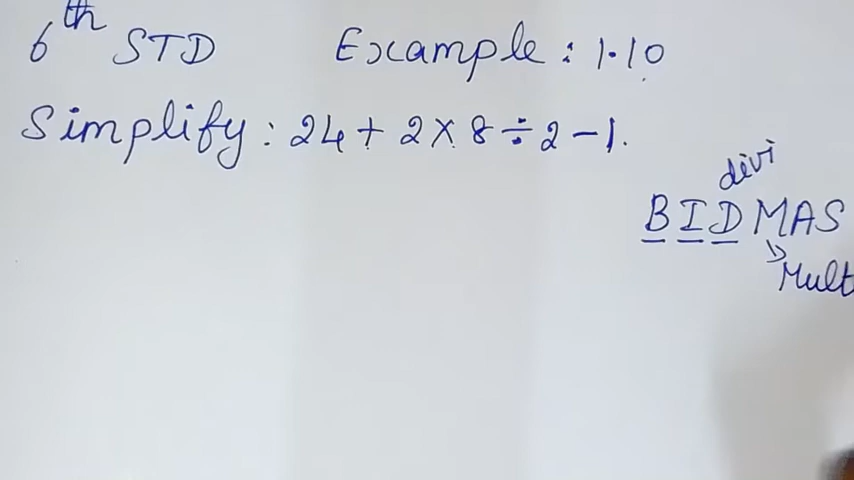 6th STD Example: 1.10
Simplify: 24 + 2 × 8 ÷ 2 - 1.
divi
BIDMAS
Mult